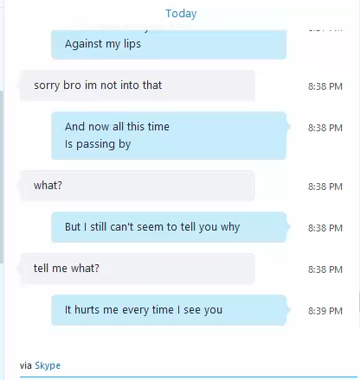 Today
Against my lips
sorry bro im not into that
8:38 PM
And now all this time
8:38 PM
Is passing by
what?
8:38 PM
But I still can't seem to tell you why
8:38 PM
tell me what?
8:38 PM
It hurts me every time I see you
8:39 PM
via Skype